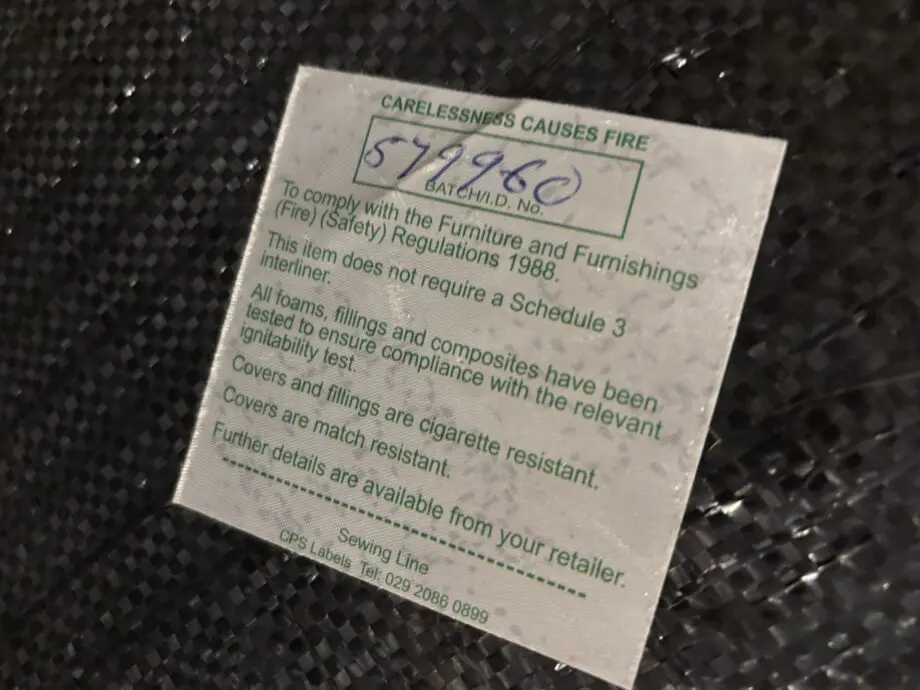 CARELESSNESS CAUSES FIRE
579960
BATCH/I.D. No.
To comply with the Furniture and Furnishings
(Fire) (Safety) Regulations 1988.
This item does not require a Schedule 3
interliner.
All foams, fillings and composites have been
tested to ensure compliance with the relevant
ignitability test.
Covers and fillings are cigarette resistant.
Covers are match resistant.
Further details are available from your retailer.
Sewing Line
CPS Labels Tel: 029 2086 0899